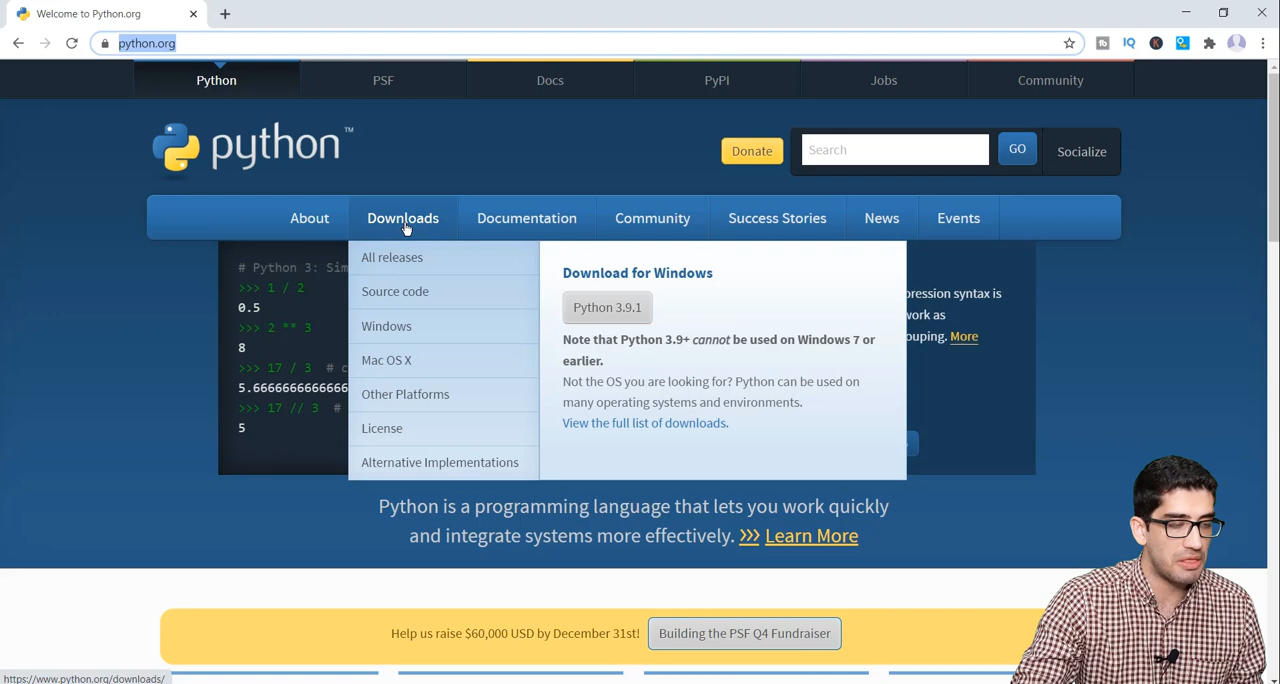 Welcome to Python.org
python.org
Python
PSF
Docs
PyPI
Jobs
Community
python™
Donate
Search
GO
Socialize
About
Downloads
Documentation
Community
Success Stories
News
Events
# Python 3: Sim
>>> 1 / 2
0.5
>>> 2 ** 3
8
>>> 17 / 3 # c
5.6666666666666
>>> 17 // 3 #
5
All releases
Source code
Windows
Mac OS X
Other Platforms
License
Alternative Implementations
Download for Windows
Python 3.9.1
Note that Python 3.9+ cannot be used on Windows 7 or
earlier.
Not the OS you are looking for? Python can be used on
many operating systems and environments.
View the full list of downloads.
pression syntax is
work as
ouping. More
Python is a programming language that lets you work quickly
and integrate systems more effectively. >>> Learn More
Help us raise $60,000 USD by December 31st!
Building the PSF Q4 Fundraiser
https://www.python.org/downloads/